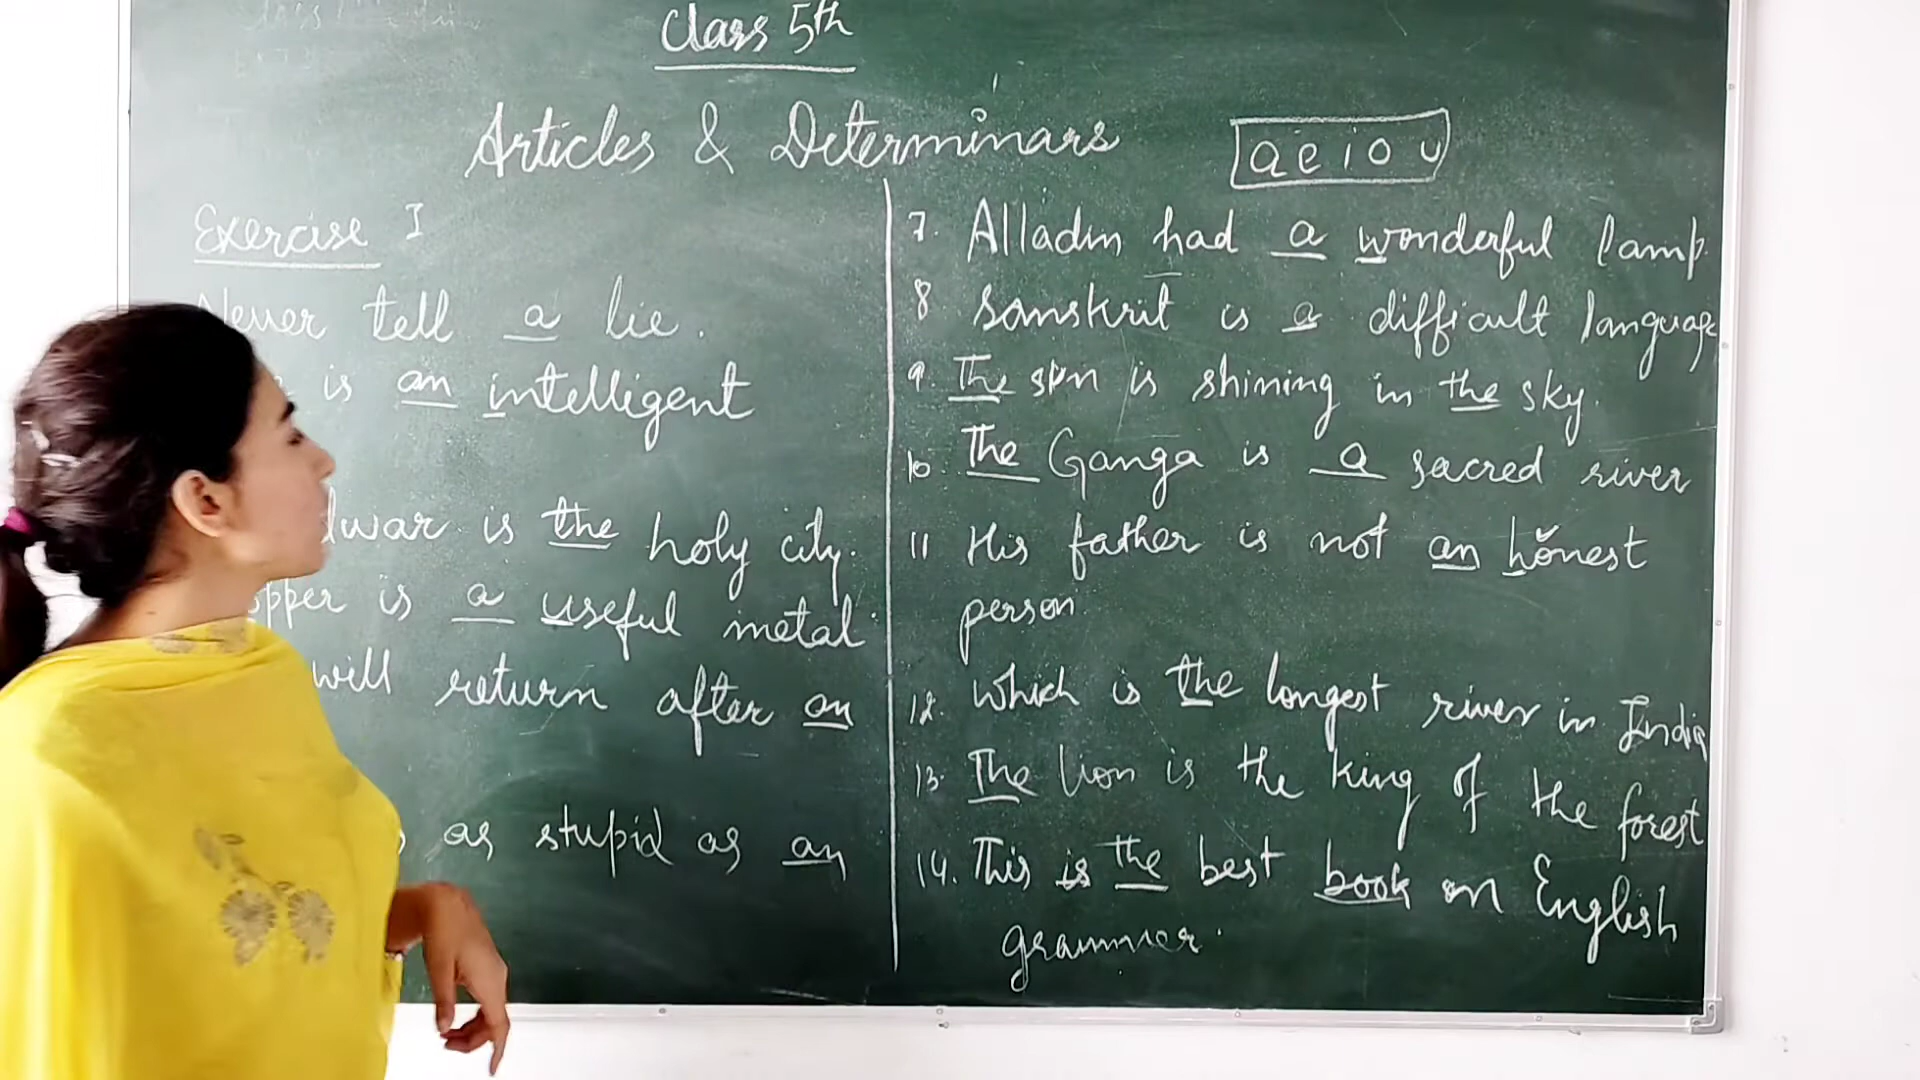 Class 5th
Articles & Determinars
a e i o u
Exercise I
Never tell a lie.
is an intelligent
dwar is the holy city.
opper is a useful metal.
will return after an
as stupid as an
7. Alladin had a wonderful lamp.
8 Sanskrit is a difficult language
9. The sun is shining in the sky.
10 The Ganga is a sacred river
11 His father is not an honest
person.
12. Which is the longest river in India
13. The lion is the king of the forest
14. This is the best book on English
grammer.